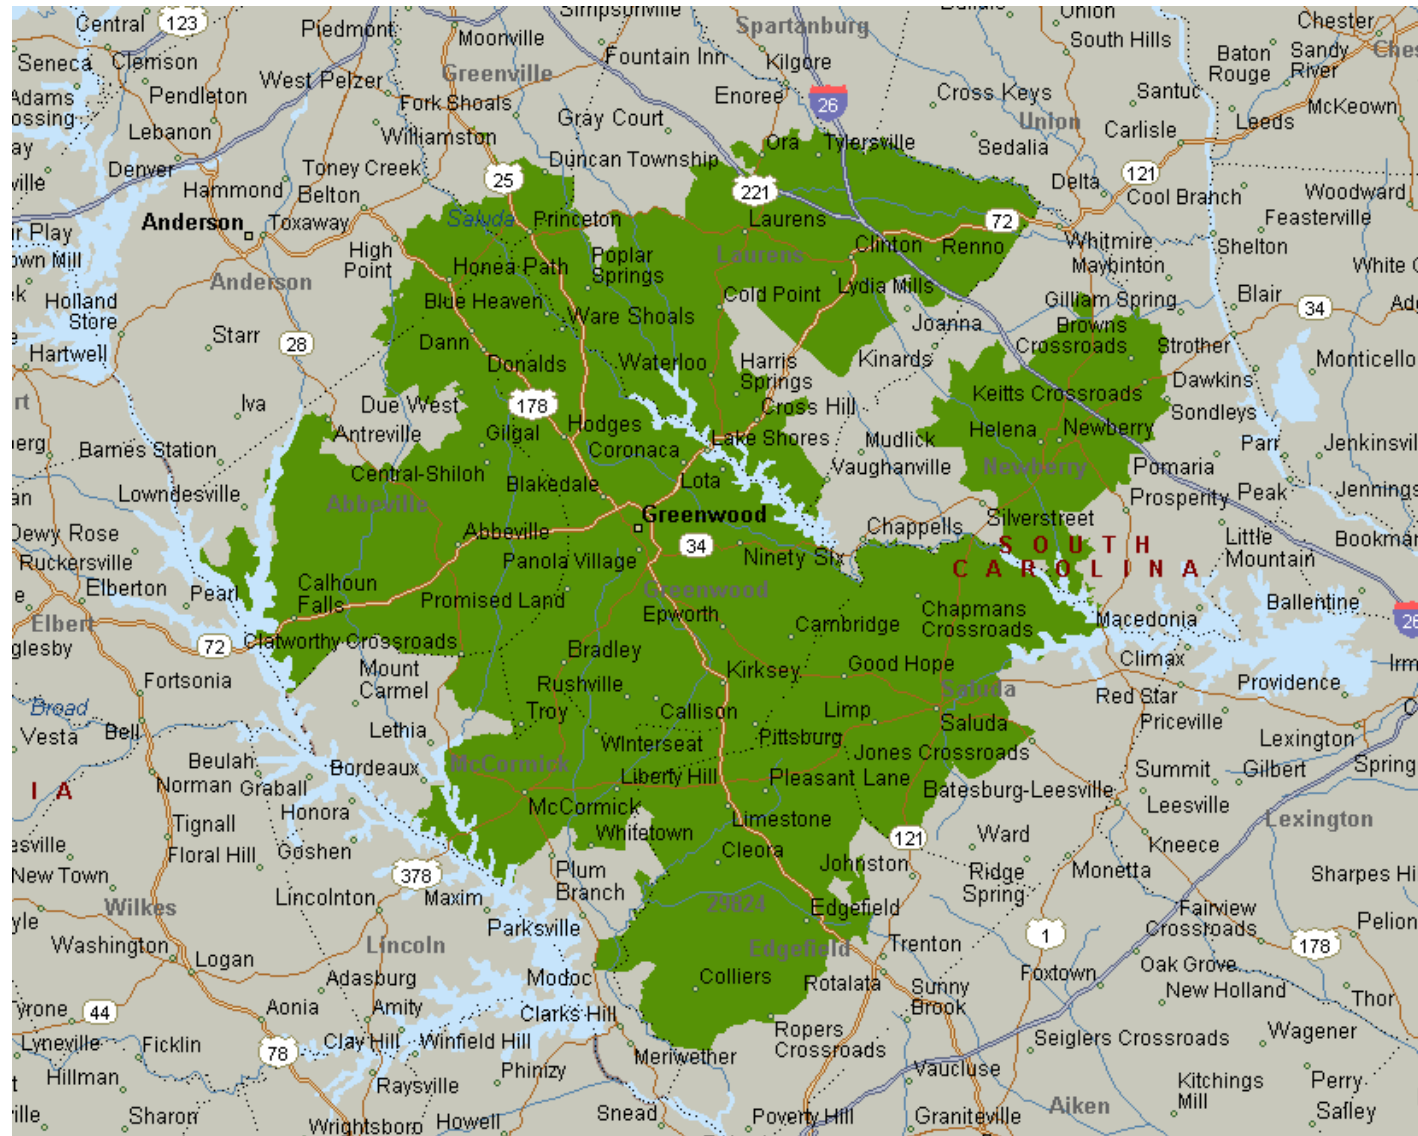 Central
123
Piedmont
Moonville
Simpsonville
Spartanburg
Union
South Hills
Chester
Seneca
Clemson
West Pelzer
Greenville
Fountain Inn
Kilgore
Baton
Rouge
Sandy
River
Adams
Pendleton
Fork Shoals
Enoree
26
Cross Keys
Santuc
McKeown
Lebanon
Williamston
Gray Court
Union
Carlisle
Leeds
Denver
Toney Creek
Duncan Township
Ora
Tylersville
Sedalia
Hammond
Belton
25
221
Delta
121
Cool Branch
Woodward
Anderson
Toxaway
Saluda
Princeton
Laurens
72
Feasterville
High
Point
Poplar
Springs
Laurens
Clinton
Renno
Whitmire
Shelton
Maybinton
Anderson
Honea Path
Holland
Store
Blue Heaven
Ware Shoals
Cold Point
Lydia Mills
Gilliam Spring
Blair
34
Starr
28
Dann
Joanna
Browns
Crossroads
Strother
Hartwell
Donalds
Waterloo
Harris
Springs
Kinards
Monticello
Iva
Due West
178
Keitts Crossroads
Dawkins
Sondleys
Antreville
Gilgal
Hodges
Cross Hill
Barnes Station
Coronaca
Lake Shores
Mudlick
Helena
Newberry
Parr
Central-Shiloh
Vaughanville
Newberry
Pomaria
Lowndesville
Abbeville
Blakedale
Lota
Prosperity
Peak
Greenwood
Chappells
Silverstreet
Dewy Rose
Abbeville
34
SOUTH
CAROLINA
Little
Mountain
Ruckersville
Panola Village
Ninety Six
Elberton
Pearl
Calhoun
Falls
Greenwood
Ballentine
Elbert
Promised Land
Epworth
Chapmans
Crossroads
Macedonia
26
72
Clatworthy Crossroads
Cambridge
Mount
Carmel
Bradley
Kirksey
Good Hope
Climax
Fortsonia
Rushville
Saluda
Red Star
Providence
Broad
Troy
Callison
Limp
Saluda
Priceville
Vesta
Bell
Lethia
Winterseat
Pittsburg
Jones Crossroads
Lexington
Beulah
Bordeaux
McCormick
Liberty Hill
Pleasant Lane
Summit
Gilbert
IA
Norman
Graball
McCormick
Batesburg-Leesville
Leesville
Honora
Whitetown
Limestone
Lexington
Tignall
Goshen
Cleora
121
Ward
Kneece
Floral Hill
378
Plum
Branch
Johnston
Ridge
Spring
Monetta
New Town
Lincolnton
Maxim
29824
Edgefield
Fairview
Crossroads
Wilkes
Parksville
1
Pelion
Washington
Lincoln
Edgefield
Trenton
178
Logan
Adasburg
Modoc
Colliers
Rotalata
Sunny
Brook
Foxtown
Oak Grove
New Holland
Thor
44
Aonia
Amity
Clarks Hill
Ropers
Crossroads
Wagener
Lyneville
Ficklin
78
Clay Hill
Winfield Hill
Meriwether
Seiglers Crossroads
Hillman
Raysville
Phinizy
Vaucluse
Kitchings
Mill
Perry
Sharon
Wrightsboro
Howell
Snead
Poverty Hill
Graniteville
Aiken
Salley